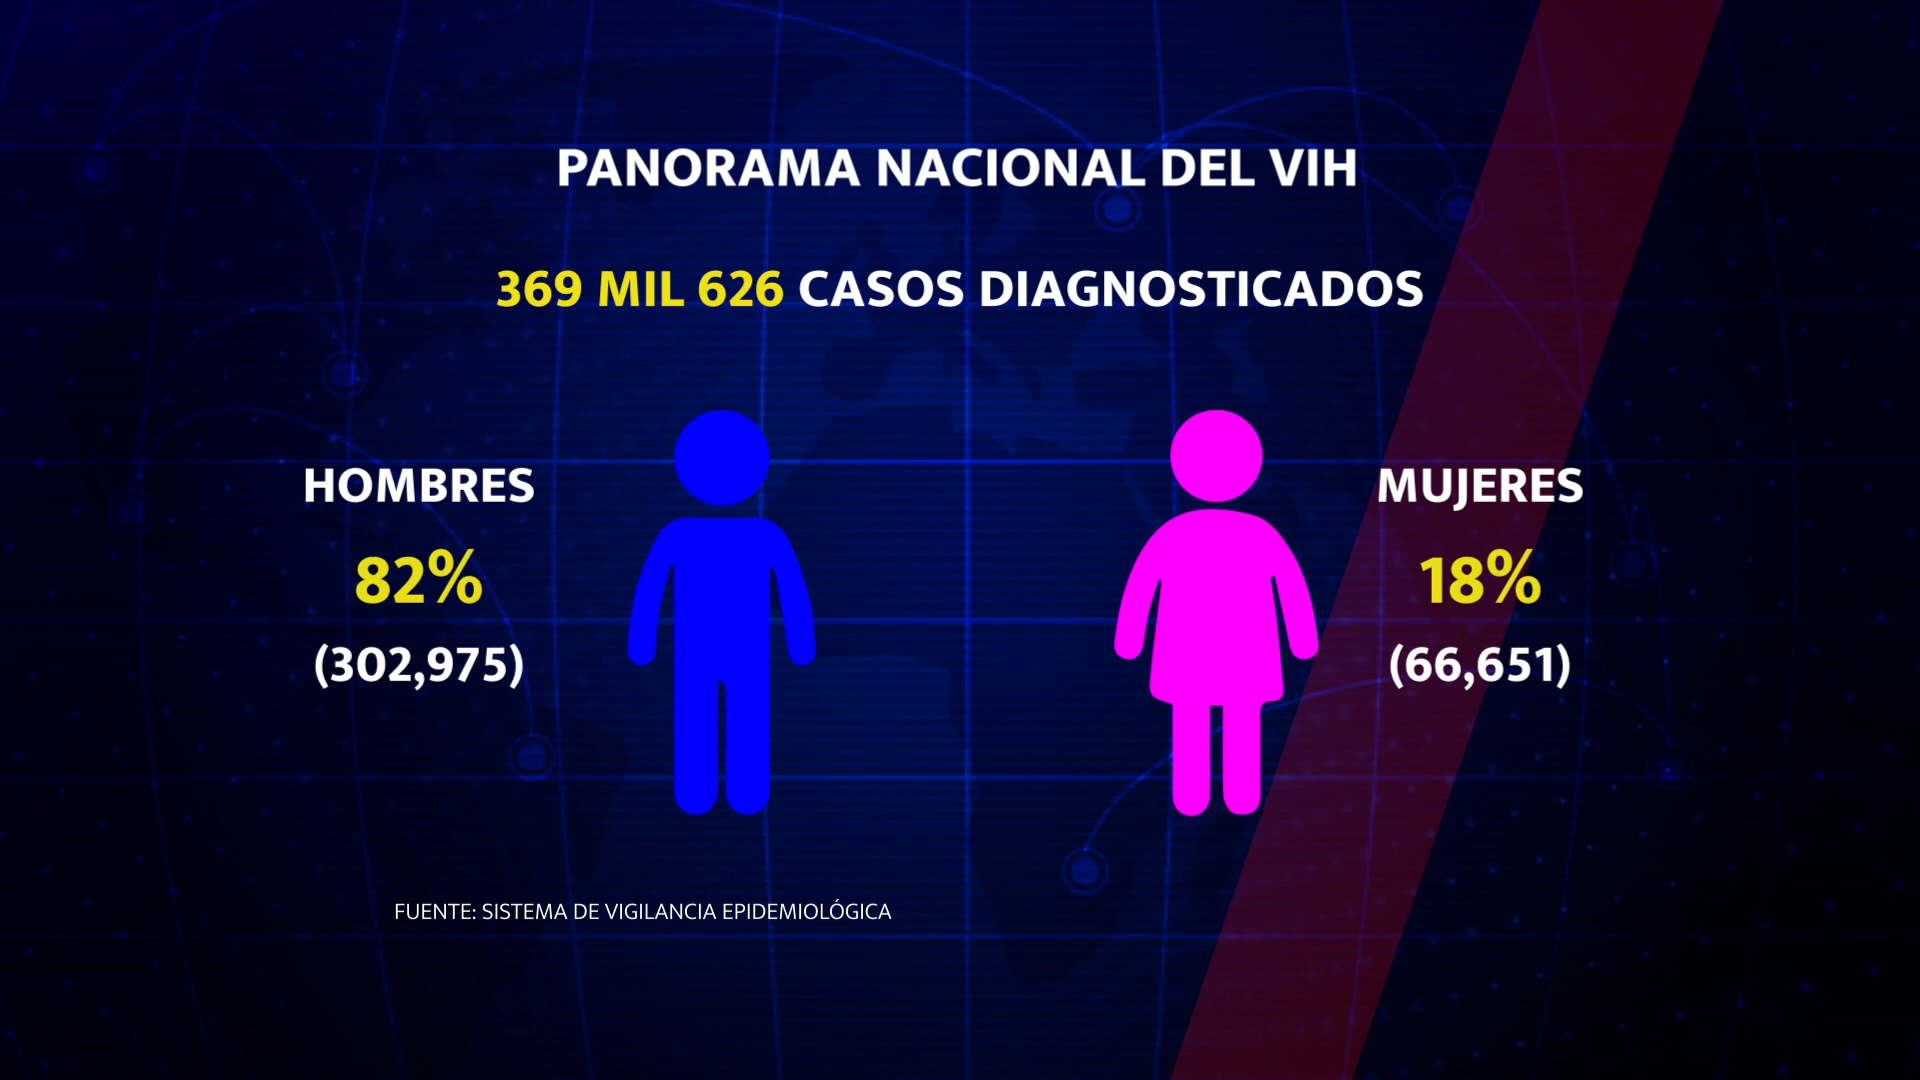 PANORAMA NACIONAL DEL VIH
369 MIL 626 CASOS DIAGNOSTICADOS
HOMBRES
82%
(302,975)
MUJERES
18%
(66,651)
FUENTE: SISTEMA DE VIGILANCIA EPIDEMIOLÓGICA